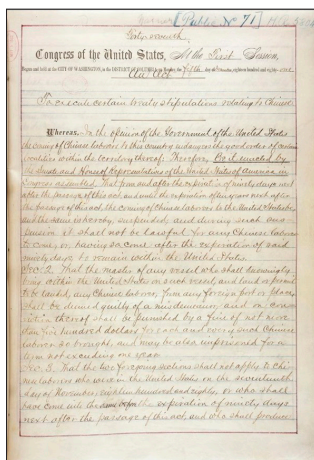 [Public No 71]
Forty-seventh
Congress of the United States, At the First Session,
Begun and held at the CITY OF WASHINGTON, in the DISTRICT OF COLUMBIA, on Monday, the fifth day of December, eighteen hundred and eighty-one
An Act
To execute certain treaty stipulations relating to Chinese.
Whereas, In the opinion of the Government of the United States
the coming of Chinese laborers to this country endangers the good order of certain
localities within the territory thereof: Therefore, Be it enacted by
the Senate and House of Representatives of the United States of America in
Congress assembled, That from and after the expiration of ninety days next
after the passage of this act, and until the expiration of ten years next after
the passage of this act, the coming of Chinese laborers to the United States be,
and the same is hereby, suspended; and during such sus-
pension it shall not be lawful for any Chinese laborer
to come, or, having so come after the expiration of said
ninety days, to remain within the United States.
Sec. 2. That the master of any vessel who shall knowingly
bring within the United States on such vessel, and land or permit
to be landed, any Chinese laborer, from any foreign port or place,
shall be deemed guilty of a misdemeanor, and on con-
viction thereof shall be punished by a fine of not more
than five hundred dollars for each and every such Chinese
laborer so brought, and may be also imprisoned for a
term not exceeding one year.
Sec. 3. That the two foregoing sections shall not apply to Chi-
nese laborers who were in the United States on the seventeenth
day of November, eighteen hundred and eighty, or who shall
have come into the same before the expiration of ninety days
next after the passage of this act, and who shall produce